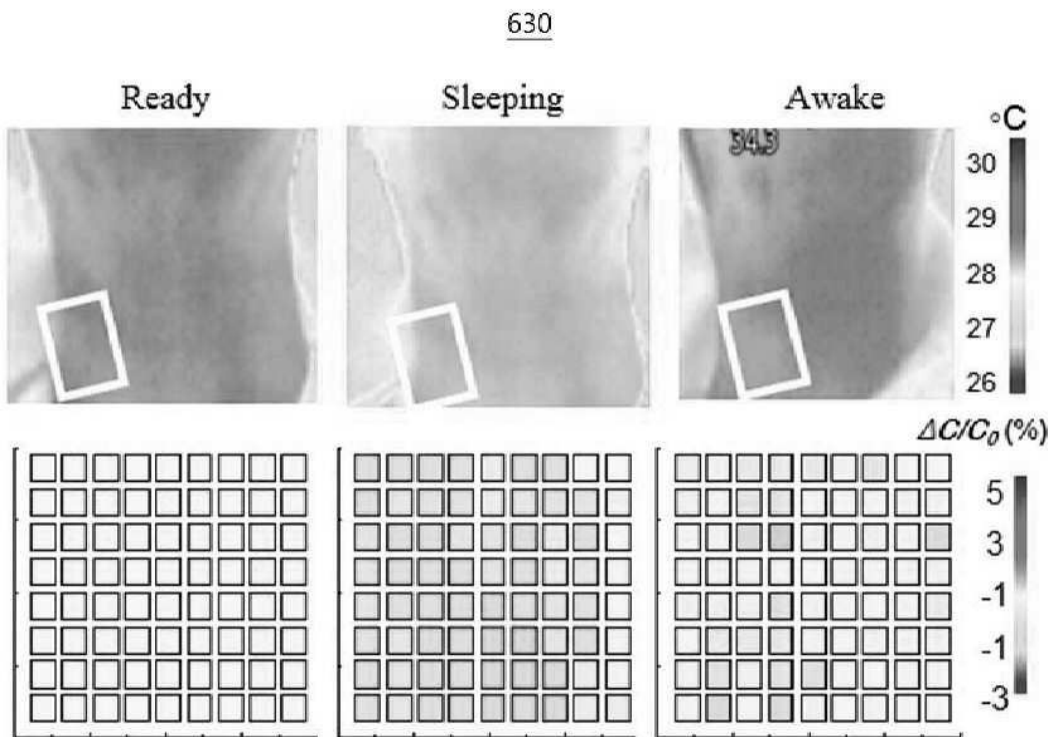 630
Ready
Sleeping
Awake
34.3
°C
30
29
28
27
26
ΔC/C₀ (%)
5
3
-1
-1
-3